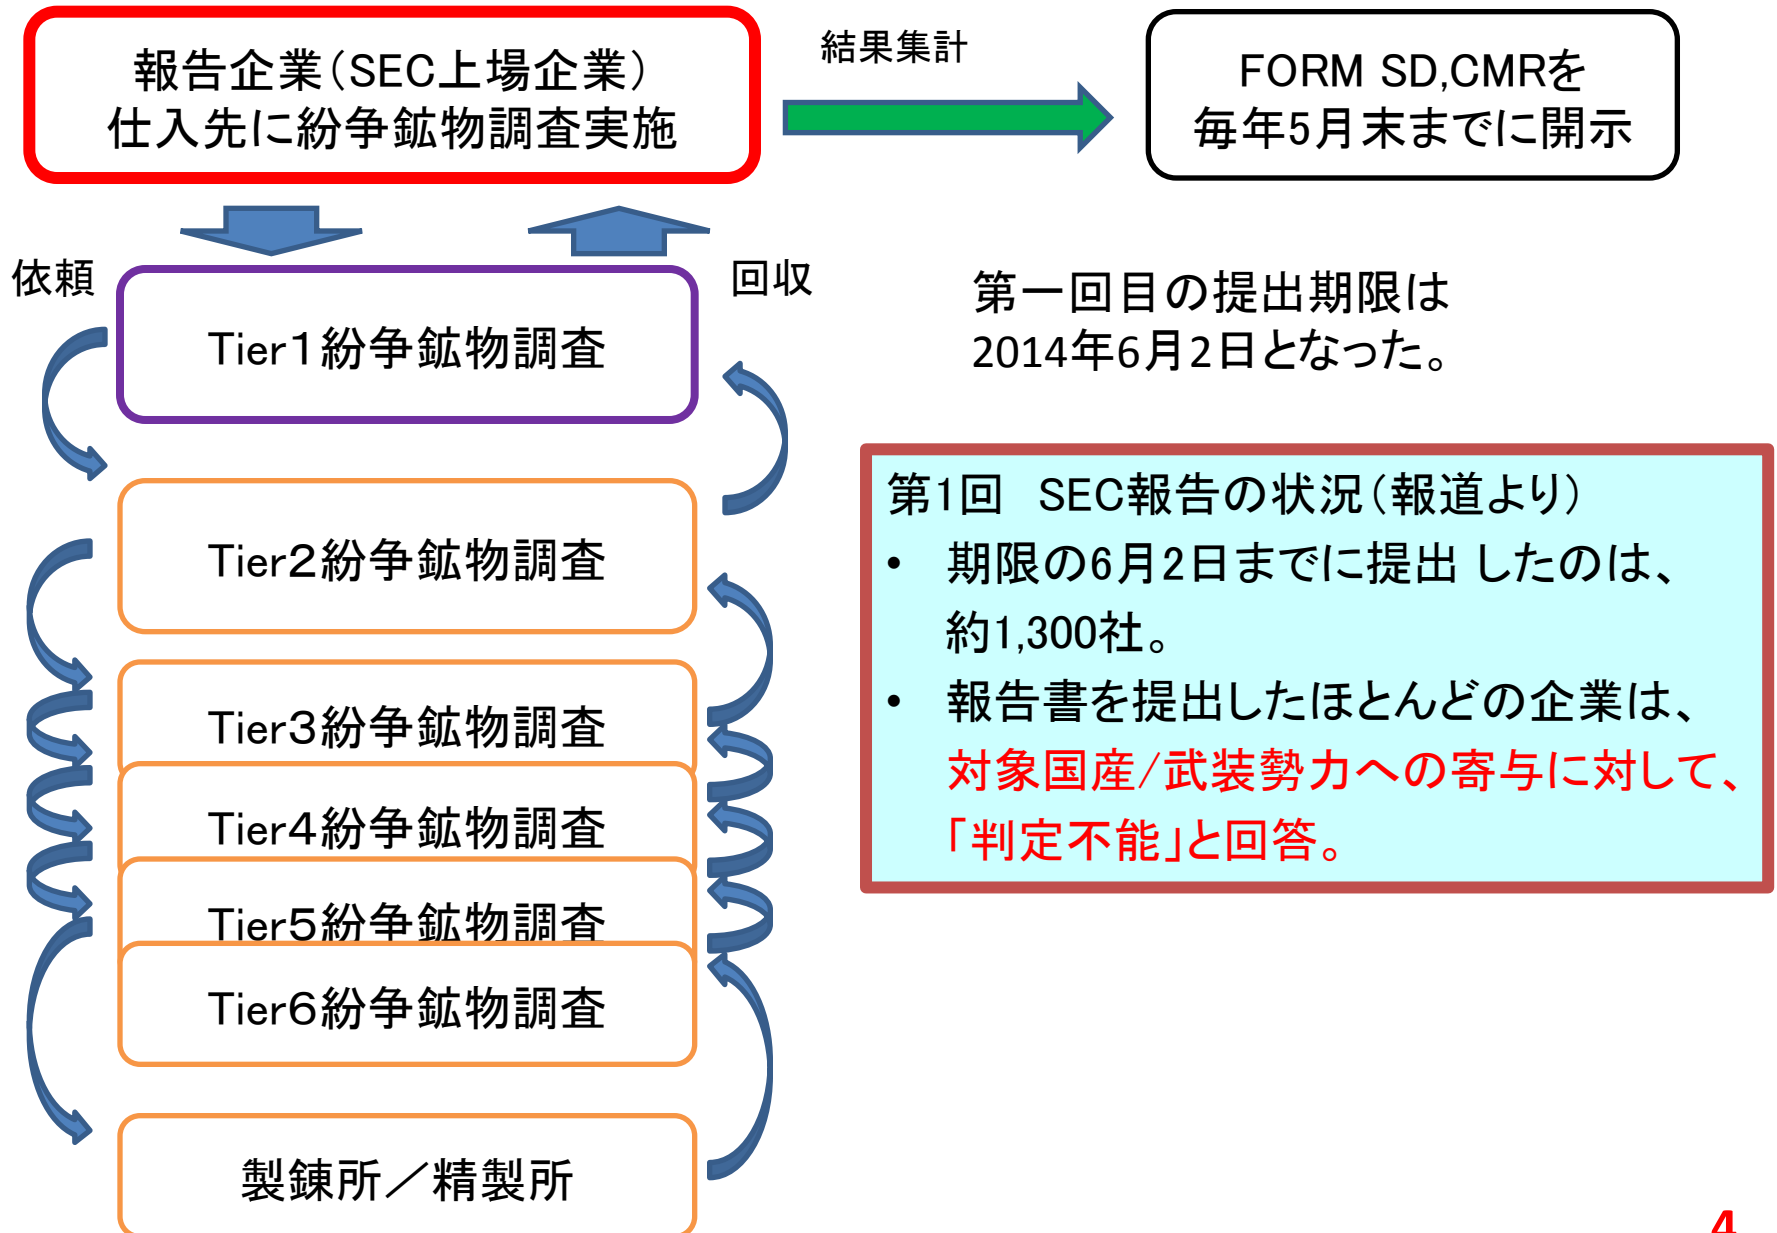 報告企業（SEC上場企業）
仕入先に紛争鉱物調査実施
結果集計
FORM SD,CMRを
毎年5月末までに開示
依頼
回収
Tier１紛争鉱物調査
第一回目の提出期限は
2014年6月2日となった。
Tier２紛争鉱物調査
Tier３紛争鉱物調査
Tier４紛争鉱物調査
Tier５紛争鉱物調査
Tier６紛争鉱物調査
製錬所／精製所
第1回　SEC報告の状況（報道より）
• 期限の6月2日までに提出 したのは、
約1,300社。
• 報告書を提出したほとんどの企業は、
対象国産/武装勢力への寄与に対して、
「判定不能」と回答。
4